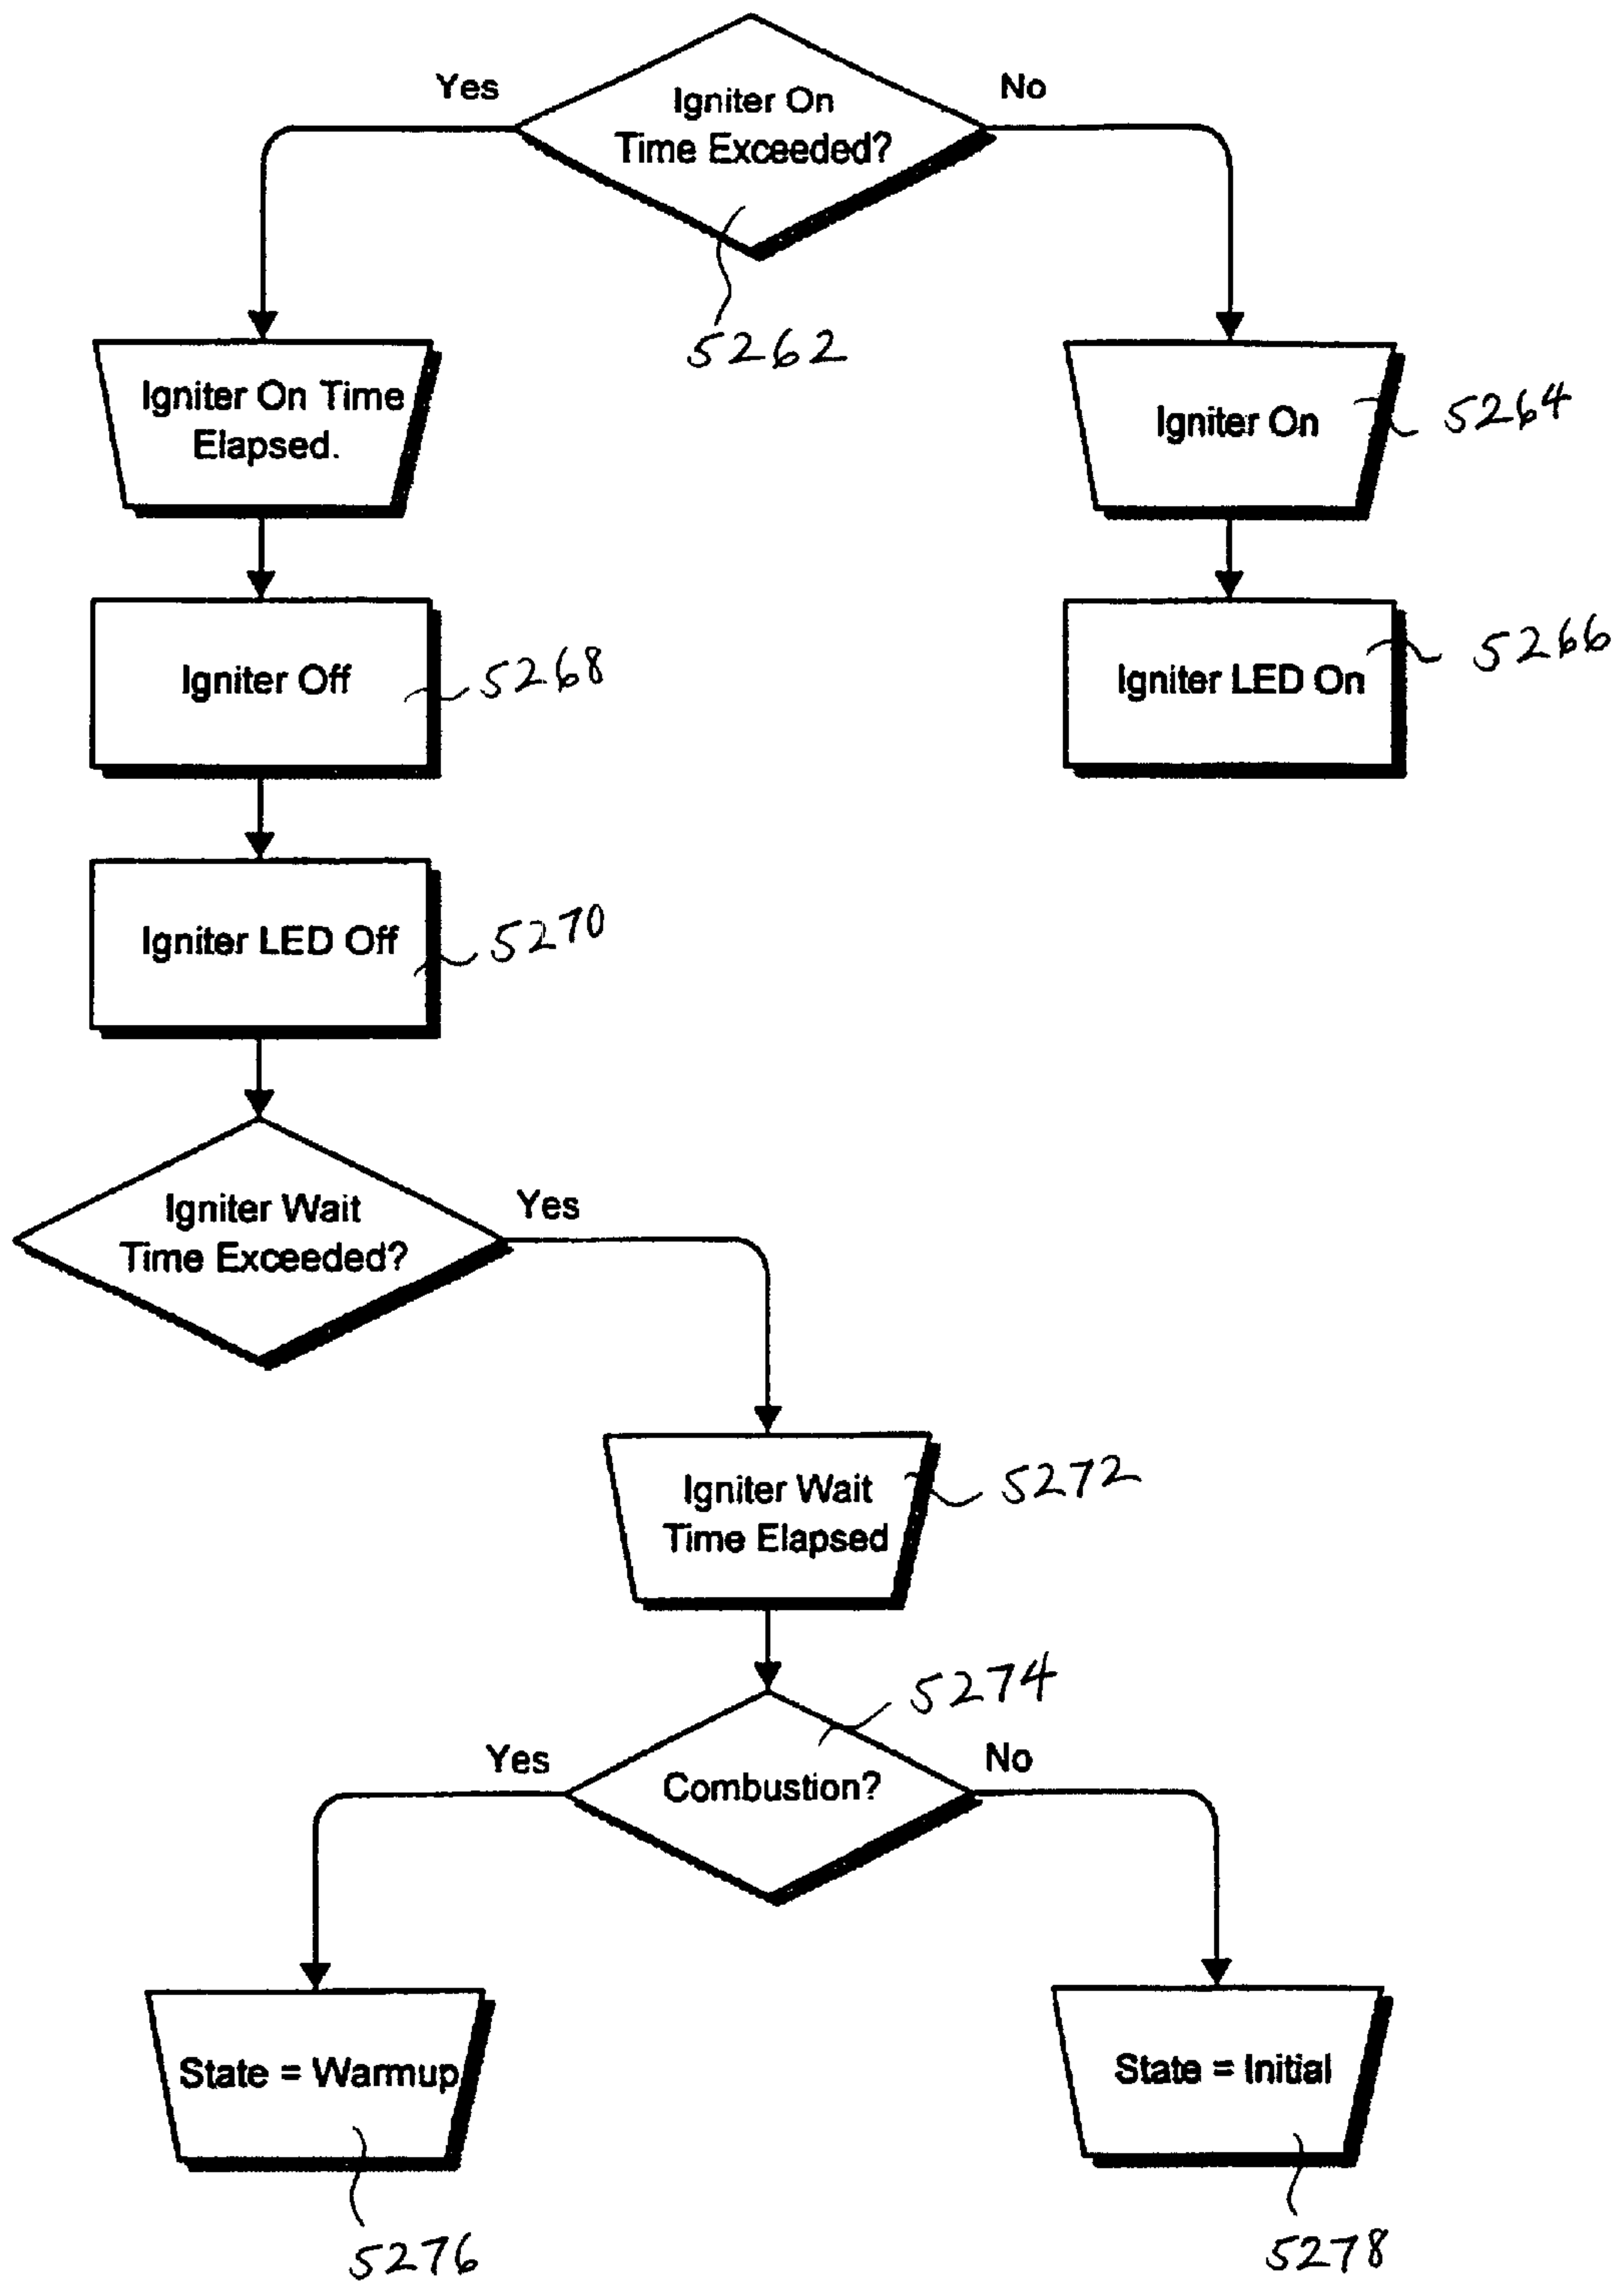 Yes
Igniter On
Time Exceeded?
No
5262
Igniter On Time
Elapsed.
Igniter On
5264
Igniter Off
5268
Igniter LED On
5266
Igniter LED Off
5270
Igniter Wait
Time Exceeded?
Yes
Igniter Wait
Time Elapsed
5272
5274
Yes
Combustion?
No
State = Warmup
State = Initial
5276
5278